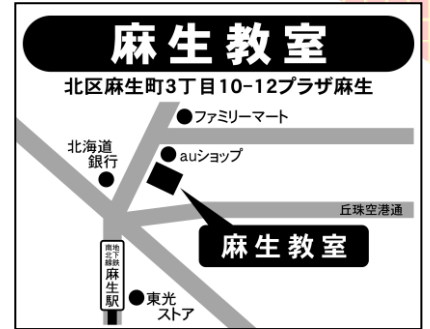 麻生教室
北区麻生町3丁目10-12プラザ麻生
●ファミリーマート
北海道
銀行
●auショップ
丘珠空港通
麻生教室
地下鉄
南北線
麻生駅
●東光
ストア